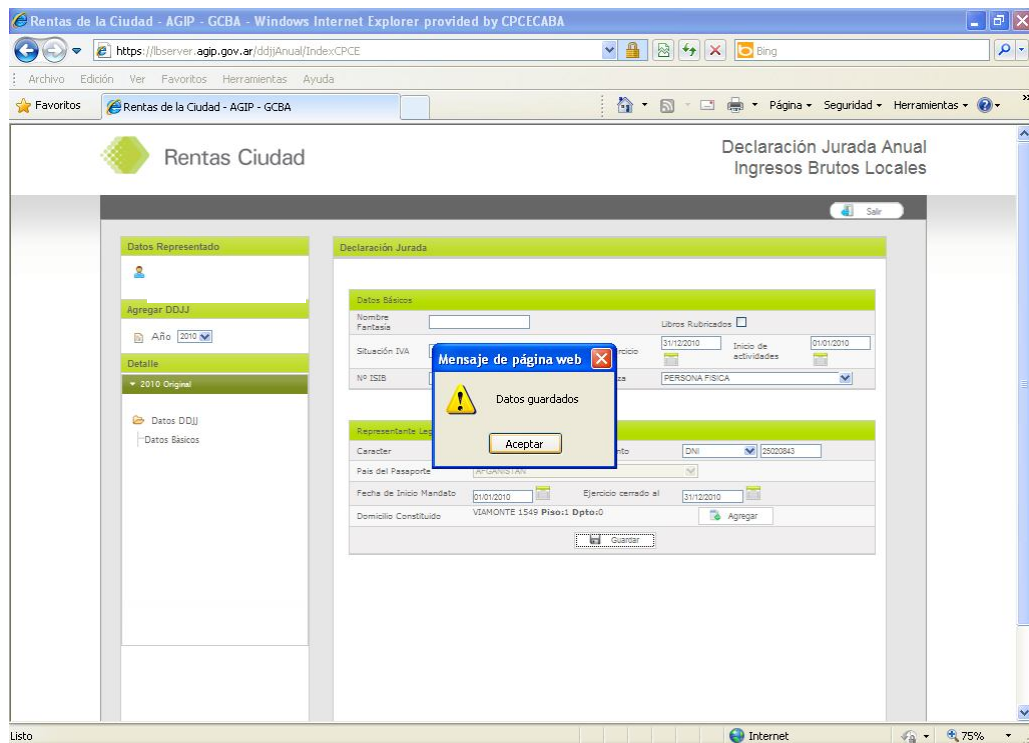 Rentas de la Ciudad - AGIP - GCBA - Windows Internet Explorer provided by CPCECABA
https://lbserver.agip.gov.ar/ddjjAnual/IndexCPCE
Bing
Archivo Edición Ver Favoritos Herramientas Ayuda
Favoritos
Rentas de la Ciudad - AGIP - GCBA
Página
Seguridad
Herramientas
Rentas Ciudad
Declaración Jurada Anual
Ingresos Brutos Locales
Salir
Datos Representado
Agregar DDJJ
Año 2010
Detalle
2010 Original
Datos DDJJ
Datos Básicos
Declaración Jurada
Datos Básicos
Nombre
Fantasía
Libros Rubricados
Situación IVA
31/12/2010
Inicio de
actividades
01/01/2010
Nº ISIB
PERSONA FISICA
Mensaje de página web
Datos guardados
Aceptar
Representante Leg
Caracter
DNI
25020843
Pais del Pasaporte
AFGANISTAN
Fecha de Inicio Mandato
01/01/2010
Ejercicio cerrado al
31/12/2010
Domicilio Constituido
VIAMONTE 1549 Piso:1 Dpto:0
Agregar
Guardar
Listo
Internet
75%